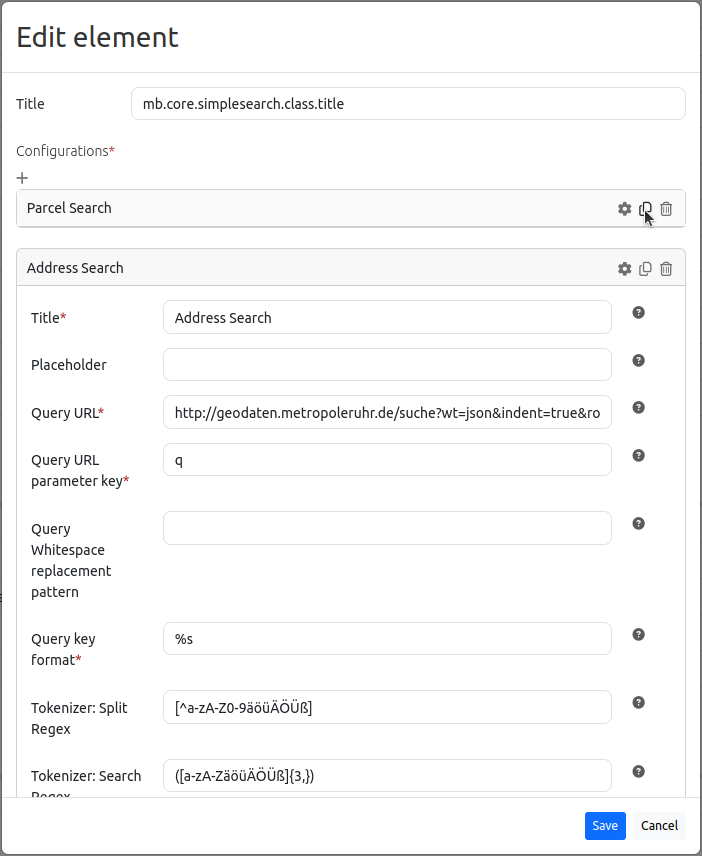 Edit element
Title
mb.core.simplesearch.class.title
Configurations*
+
Parcel Search
Address Search
Title*
Address Search
Placeholder
Query URL*
http://geodaten.metropoleruhr.de/suche?wt=json&indent=true&ro
Query URL
parameter key*
q
Query
Whitespace
replacement
pattern
Query key
format*
%s
Tokenizer: Split
Regex
[^a-zA-Z0-9äöüÄÖÜß]
Tokenizer: Search
Regex
([a-zA-ZäöüÄÖÜß]{3,})
Save
Cancel